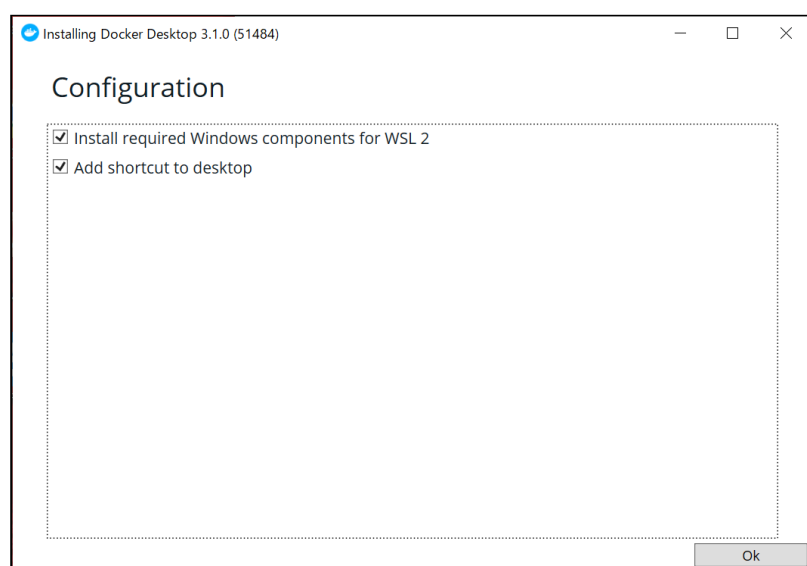 Installing Docker Desktop 3.1.0 (51484)
Configuration
Install required Windows components for WSL 2
Add shortcut to desktop
Ok